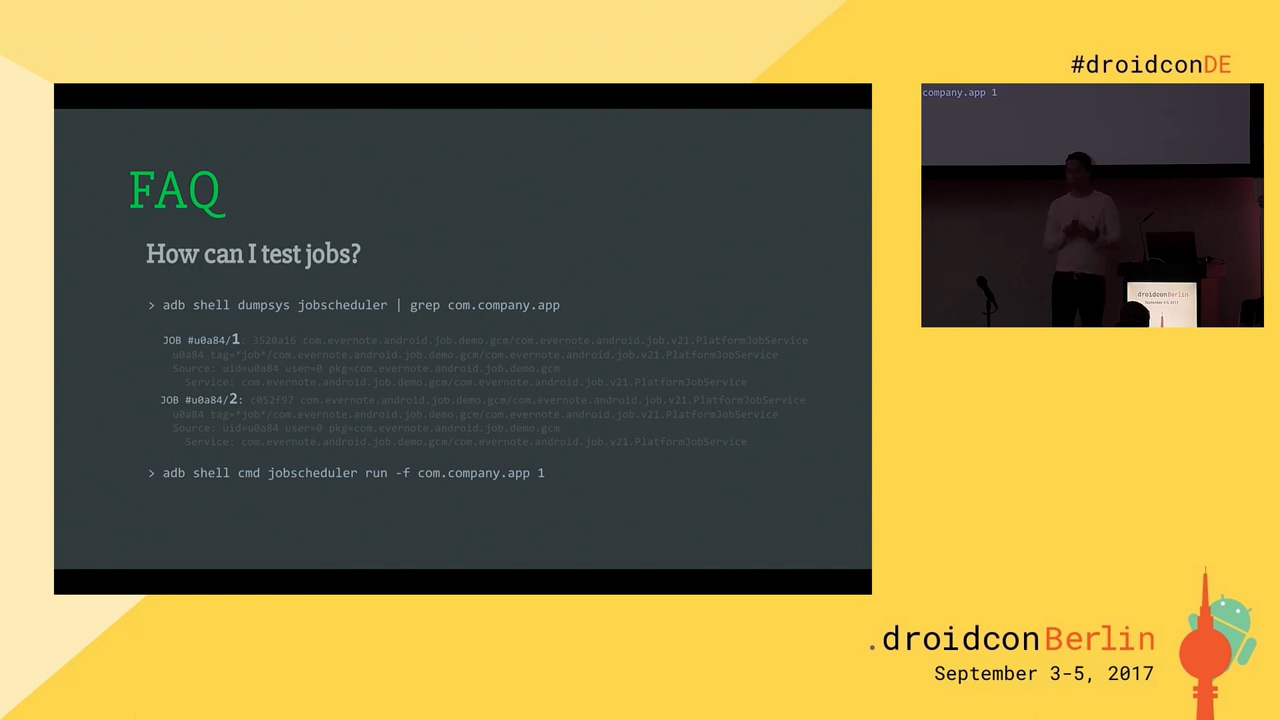 #droidconDE
company.app 1
FAQ
How can I test jobs?
> adb shell dumpsys jobscheduler | grep com.company.app
JOB #u0a84/1: 3520a16 com.evernote.android.job.demo.gcm/com.evernote.android.job.v21.PlatformJobService
u0a84 tag=*job*/com.evernote.android.job.demo.gcm/com.evernote.android.job.v21.PlatformJobService
Source: uid=u0a84 user=0 pkg=com.evernote.android.job.demo.gcm
Service: com.evernote.android.job.demo.gcm/com.evernote.android.job.v21.PlatformJobService
JOB #u0a84/2: c052f97 com.evernote.android.job.demo.gcm/com.evernote.android.job.v21.PlatformJobService
u0a84 tag=*job*/com.evernote.android.job.demo.gcm/com.evernote.android.job.v21.PlatformJobService
Source: uid=u0a84 user=0 pkg=com.evernote.android.job.demo.gcm
Service: com.evernote.android.job.demo.gcm/com.evernote.android.job.v21.PlatformJobService
> adb shell cmd jobscheduler run -f com.company.app 1
droidconBerlin
September 3-5, 2017
.droidconBerlin
September 3-5, 2017